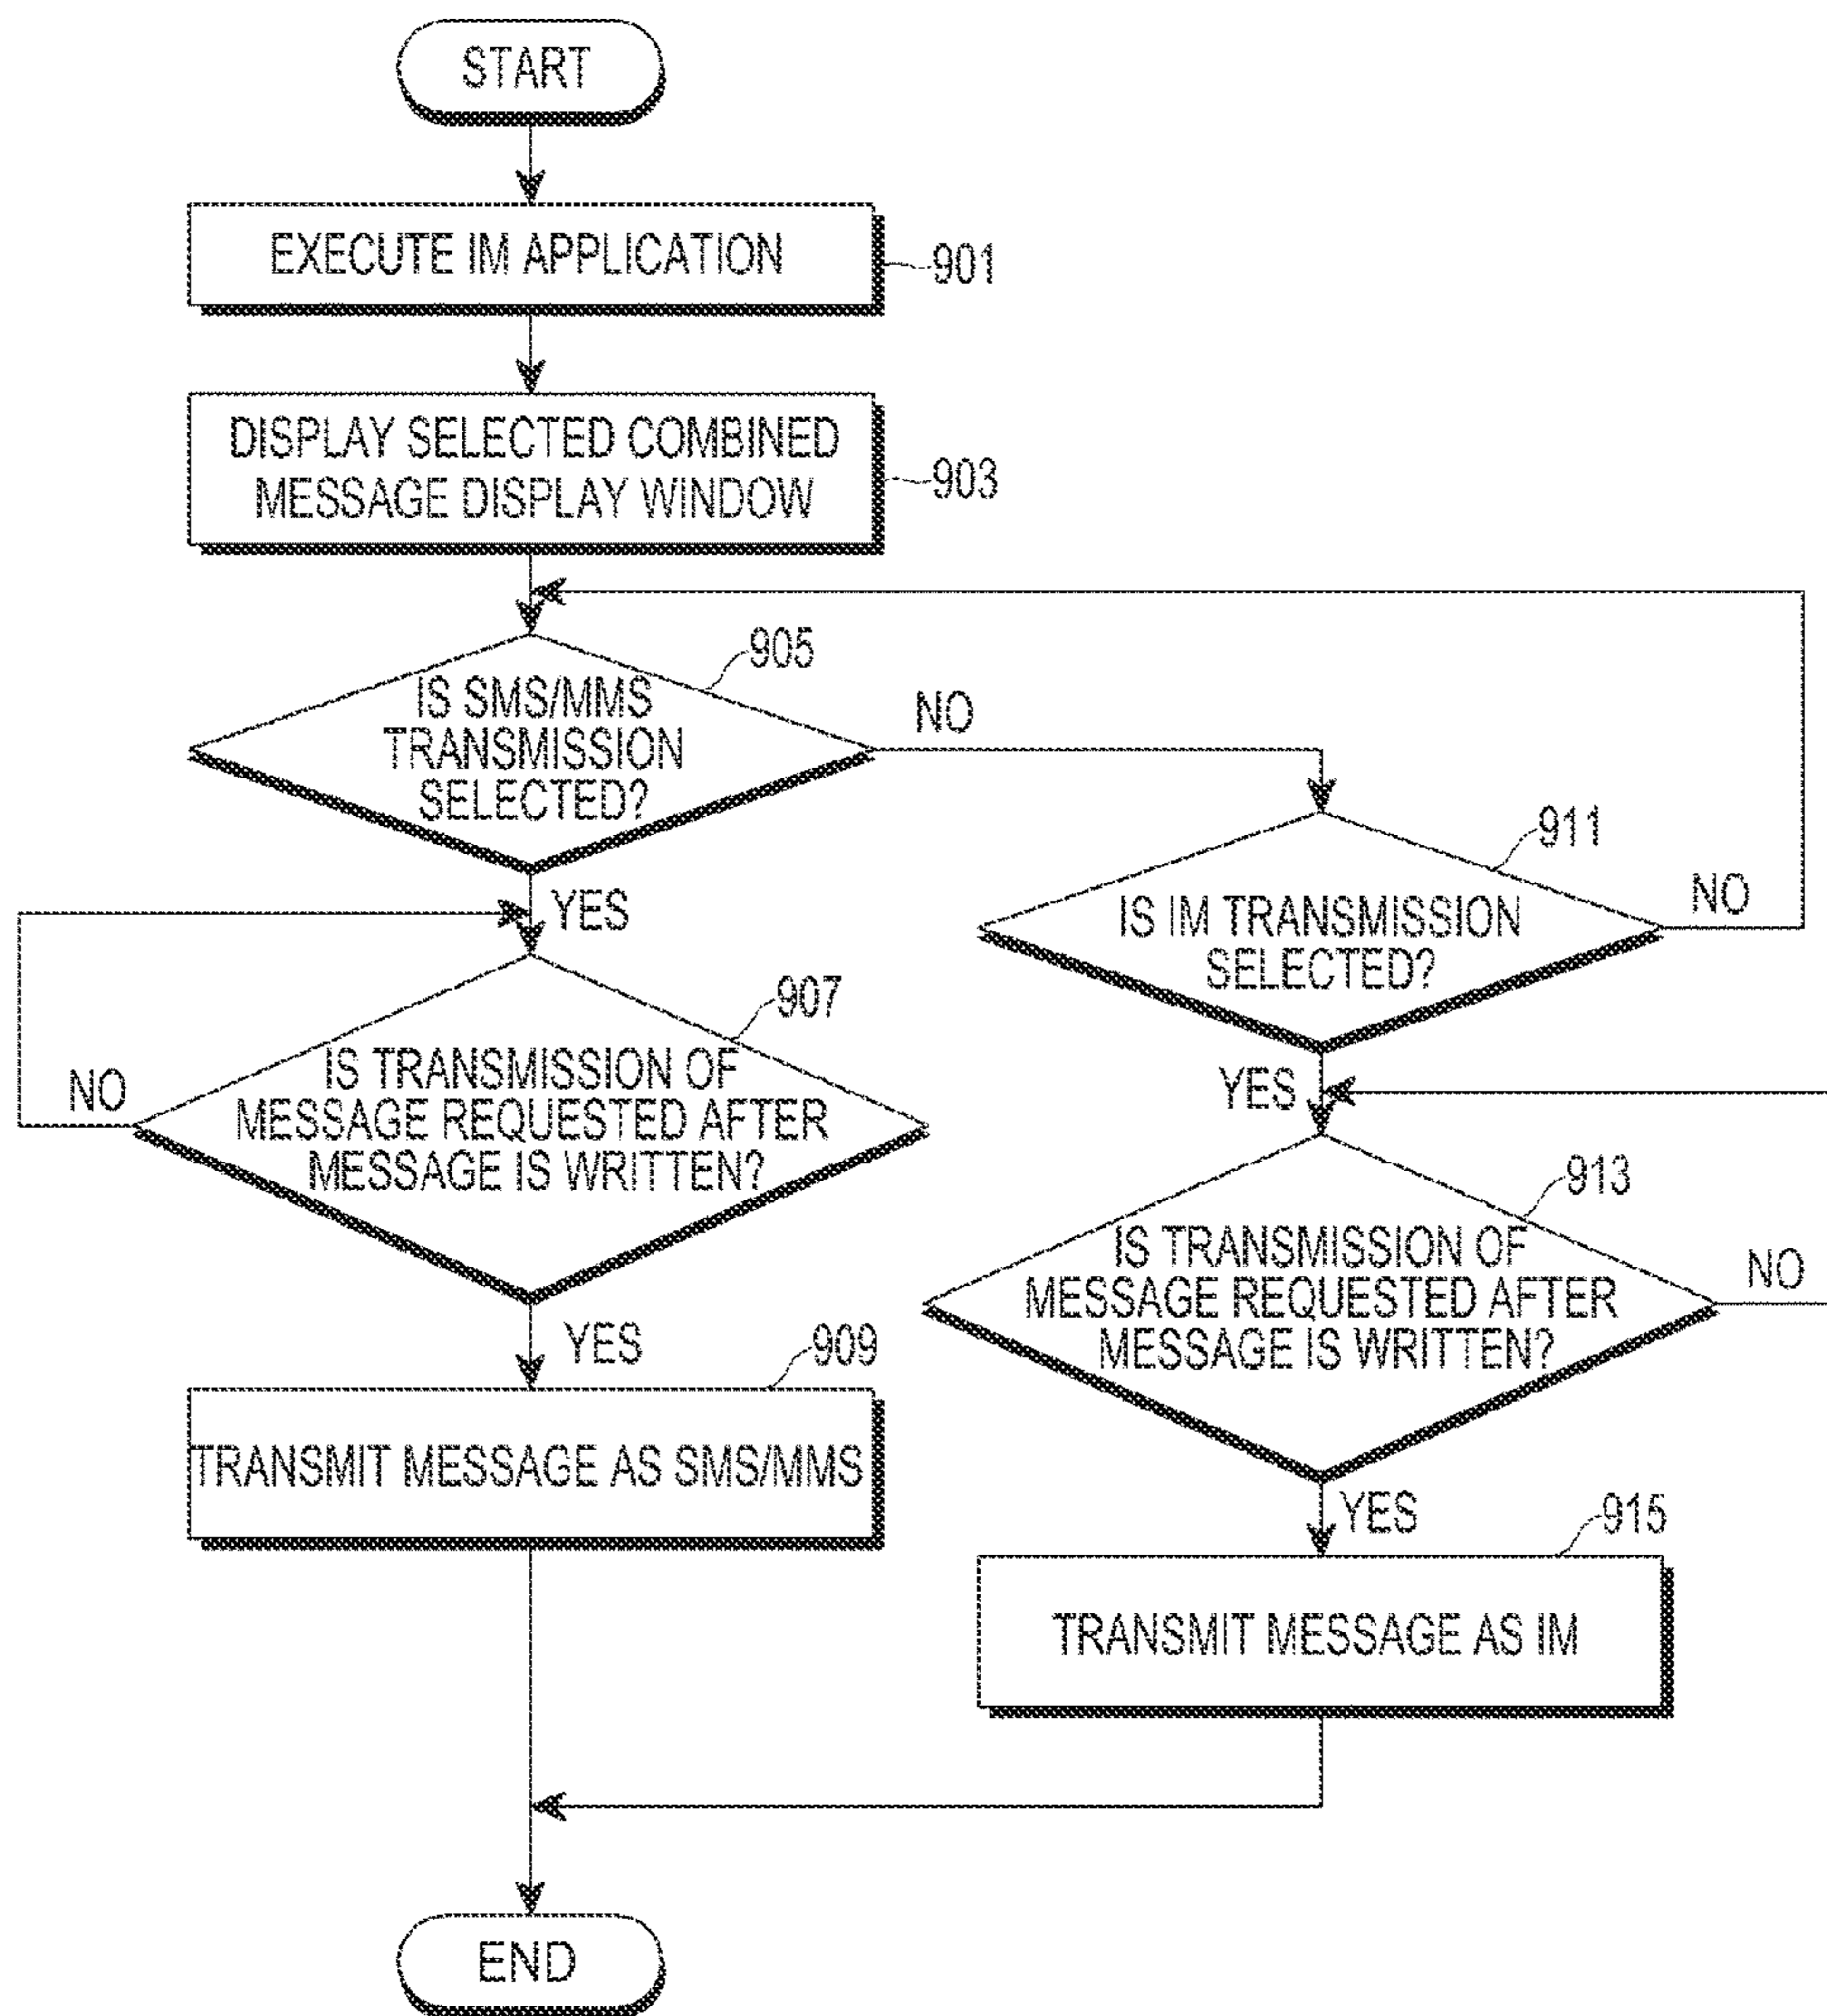 START
EXECUTE IM APPLICATION
901
DISPLAY SELECTED COMBINED
MESSAGE DISPLAY WINDOW
903
905
IS SMS/MMS
TRANSMISSION
SELECTED?
NO
YES
911
IS IM TRANSMISSION
SELECTED?
NO
YES
907
IS TRANSMISSION OF
MESSAGE REQUESTED AFTER
MESSAGE IS WRITTEN?
NO
YES
913
IS TRANSMISSION OF
MESSAGE REQUESTED AFTER
MESSAGE IS WRITTEN?
NO
YES
909
TRANSMIT MESSAGE AS SMS/MMS
915
TRANSMIT MESSAGE AS IM
END